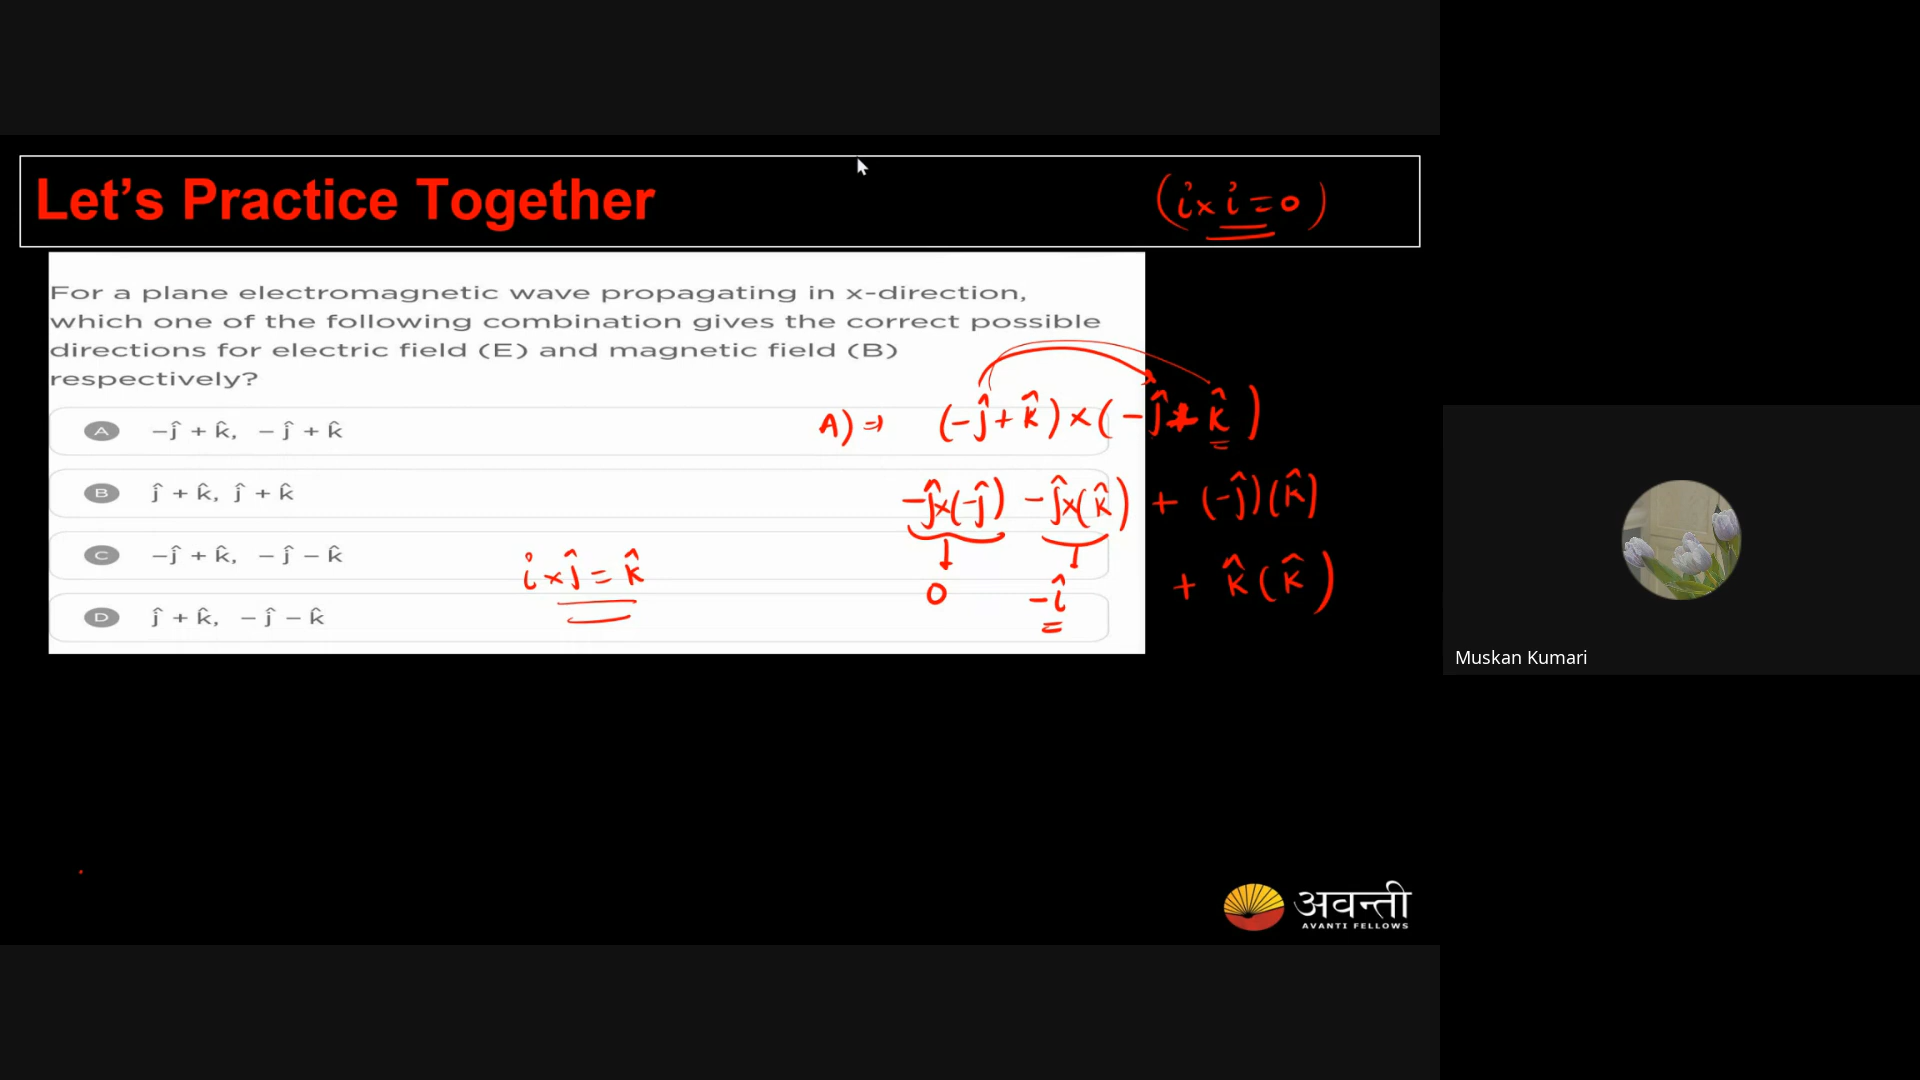 Let's Practice Together
(i × i = 0)
For a plane electromagnetic wave propagating in x-direction,
which one of the following combination gives the correct possible
directions for electric field (E) and magnetic field (B)
respectively?
A −ĵ + k̂, − ĵ + k̂
B ĵ + k̂, ĵ + k̂
C −ĵ + k̂, − ĵ − k̂
D ĵ + k̂, − ĵ − k̂
A) ⇒ (−ĵ + k̂) × (−ĵ + k̂)
−ĵ×(−ĵ) −ĵ×(k̂) + (−ĵ)(k̂)
+ k̂(k̂)
0 −î
i × ĵ = k̂
Muskan Kumari
अवन्ती
AVANTI FELLOWS